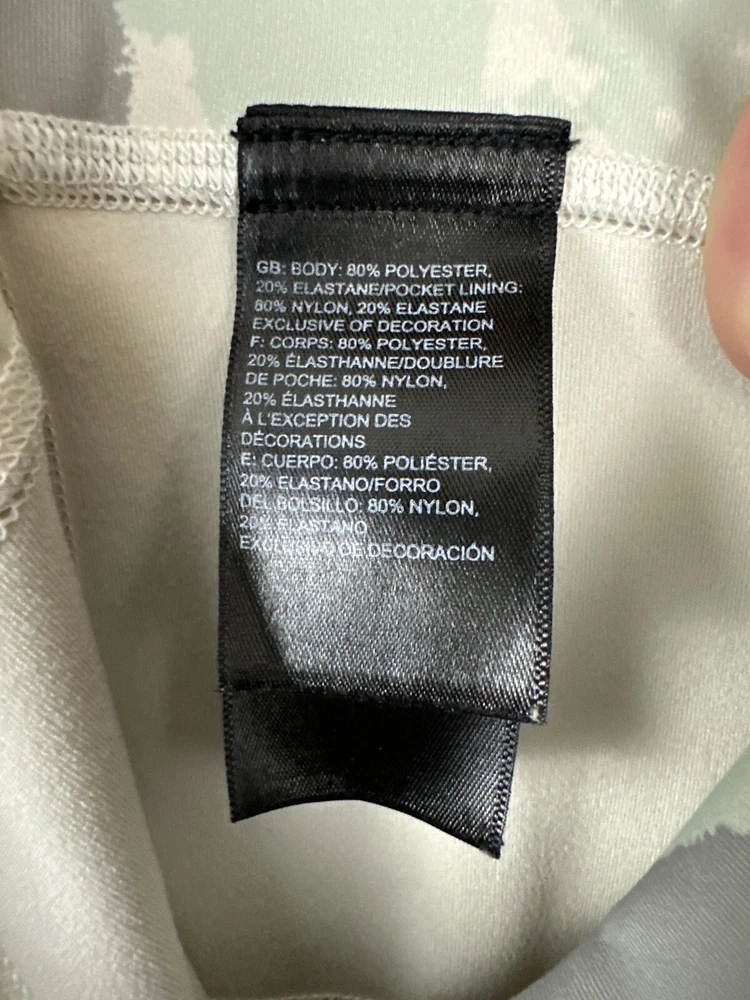 GB: BODY: 80% POLYESTER,
20% ELASTANE/POCKET LINING:
80% NYLON, 20% ELASTANE
EXCLUSIVE OF DECORATION
F: CORPS: 80% POLYESTER,
20% ÉLASTHANNE/DOUBLURE
DE POCHE: 80% NYLON,
20% ÉLASTHANNE
À L'EXCEPTION DES
DÉCORATIONS
E: CUERPO: 80% POLIÉSTER,
20% ELASTANO/FORRO
DEL BOLSILLO: 80% NYLON,
20% ELASTANO
EXCLUSIVO DE DECORACIÓN